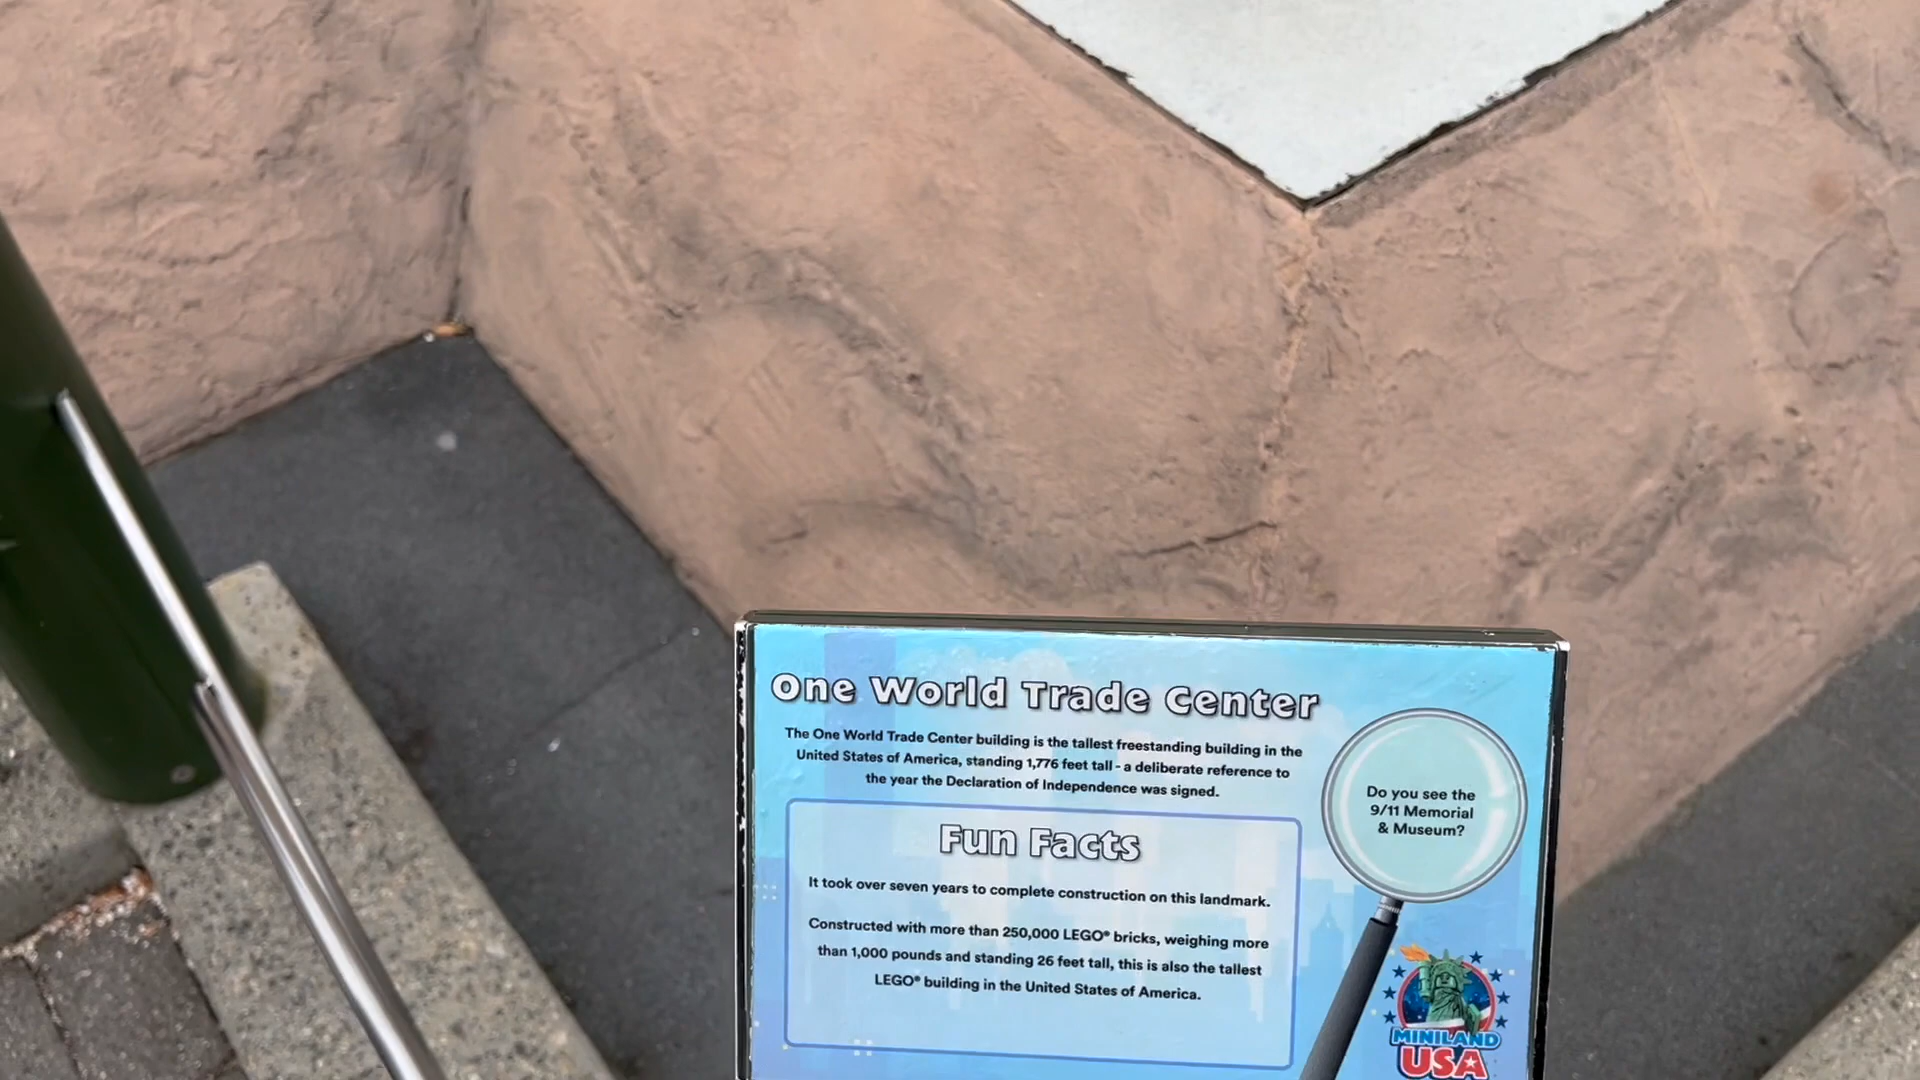 One World Trade Center
The One World Trade Center building is the tallest freestanding building in the
United States of America, standing 1,776 feet tall - a deliberate reference to
the year the Declaration of Independence was signed.
Fun Facts
It took over seven years to complete construction on this landmark.
Constructed with more than 250,000 LEGO® bricks, weighing more
than 1,000 pounds and standing 26 feet tall, this is also the tallest
LEGO® building in the United States of America.
Do you see the
9/11 Memorial
& Museum?
MINILAND
USA